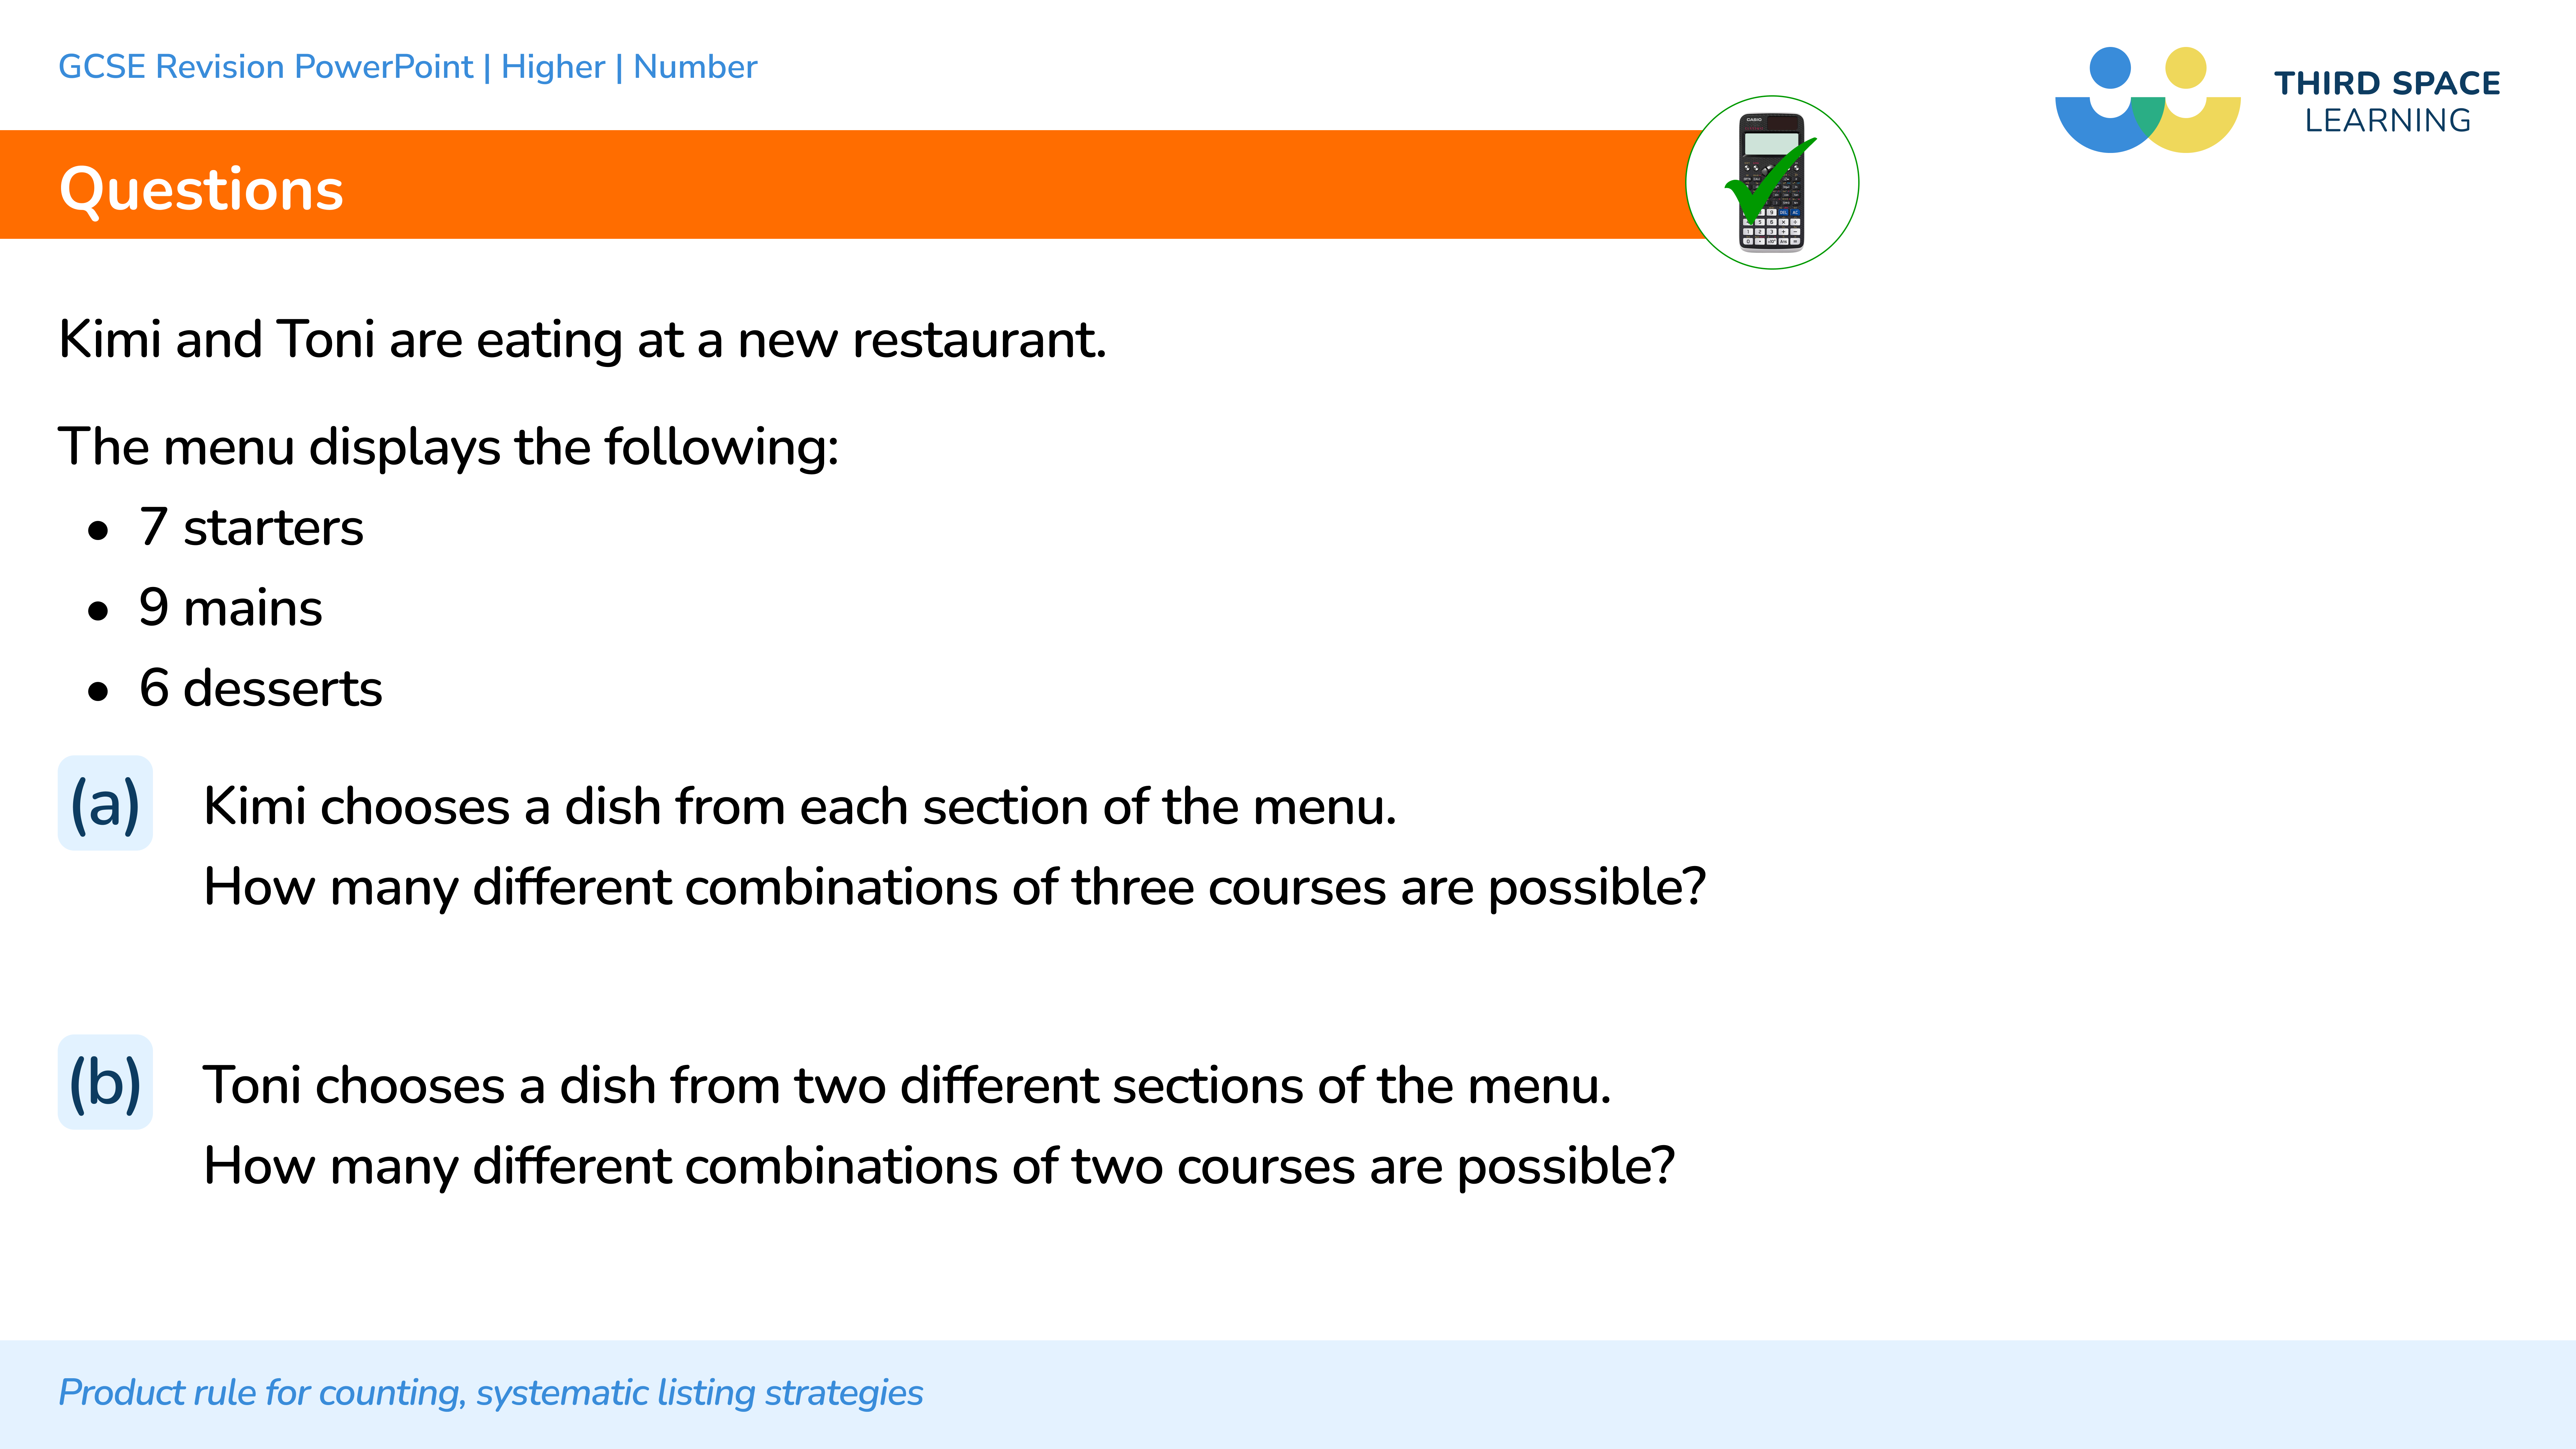 GCSE Revision PowerPoint | Higher | Number
THIRD SPACE
LEARNING
Questions
Kimi and Toni are eating at a new restaurant.
The menu displays the following:
• 7 starters
• 9 mains
• 6 desserts
(a) Kimi chooses a dish from each section of the menu.
How many different combinations of three courses are possible?
(b) Toni chooses a dish from two different sections of the menu.
How many different combinations of two courses are possible?
Product rule for counting, systematic listing strategies